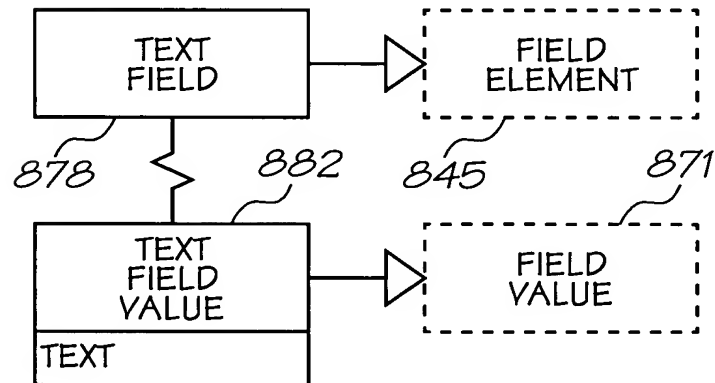 TEXT
FIELD
FIELD
ELEMENT
878
882
845
871
TEXT
FIELD
VALUE
FIELD
VALUE
TEXT